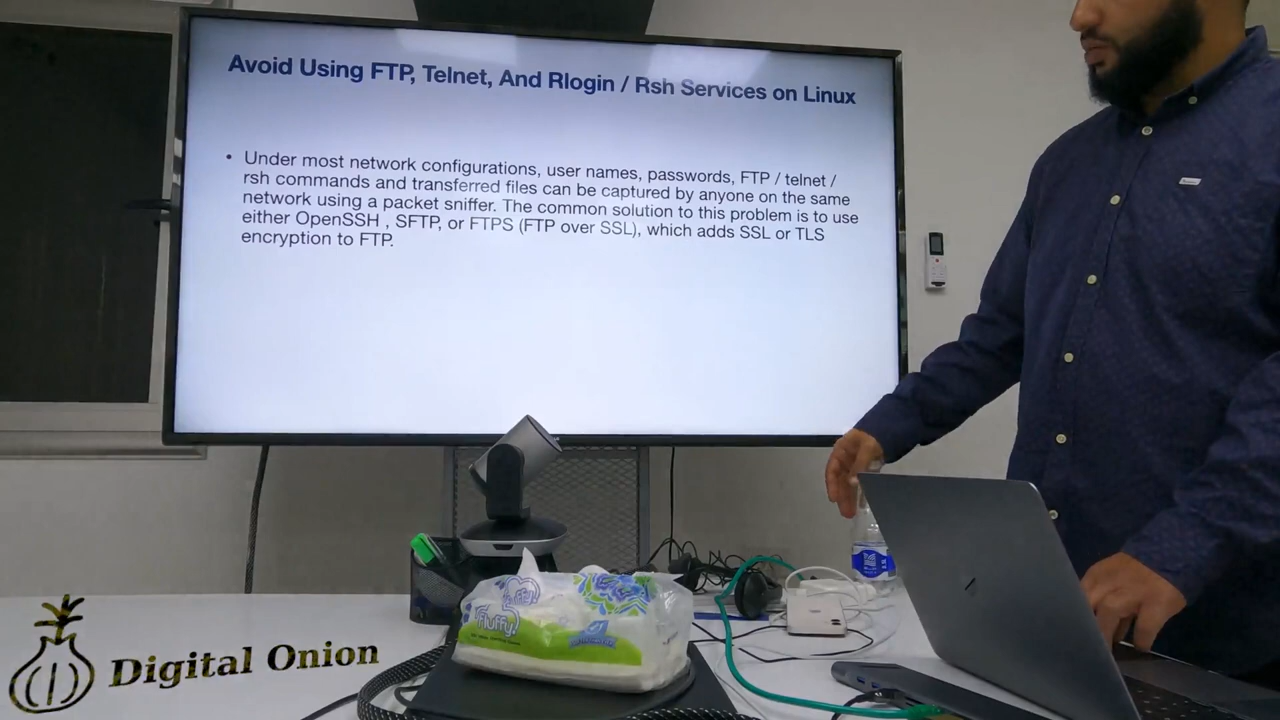 Avoid Using FTP, Telnet, And Rlogin / Rsh Services on Linux
• Under most network configurations, user names, passwords, FTP / telnet /
rsh commands and transferred files can be captured by anyone on the same
network using a packet sniffer. The common solution to this problem is to use
either OpenSSH , SFTP, or FTPS (FTP over SSL), which adds SSL or TLS
encryption to FTP.
Fluffy!
Digital Onion